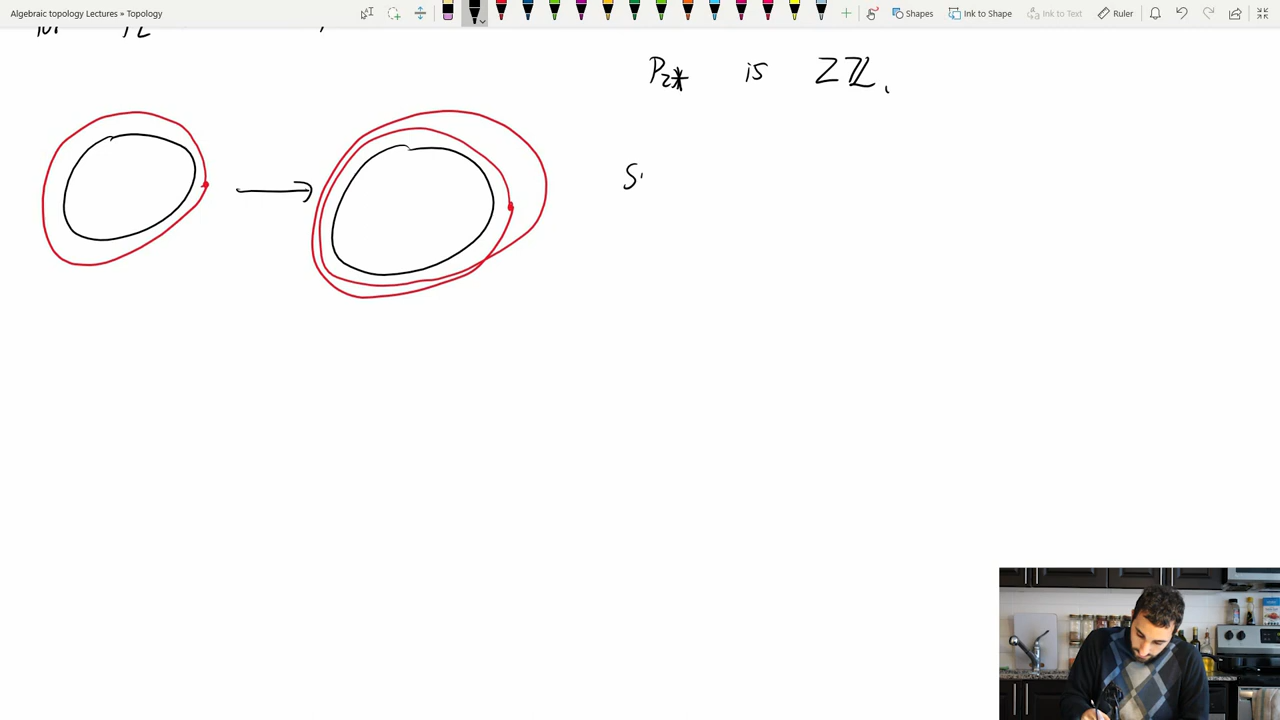 Algebraic topology Lectures » Topology
Shapes
Ink to Shape
Ink to Text
Ruler
P₂* is 2ℤ.
S